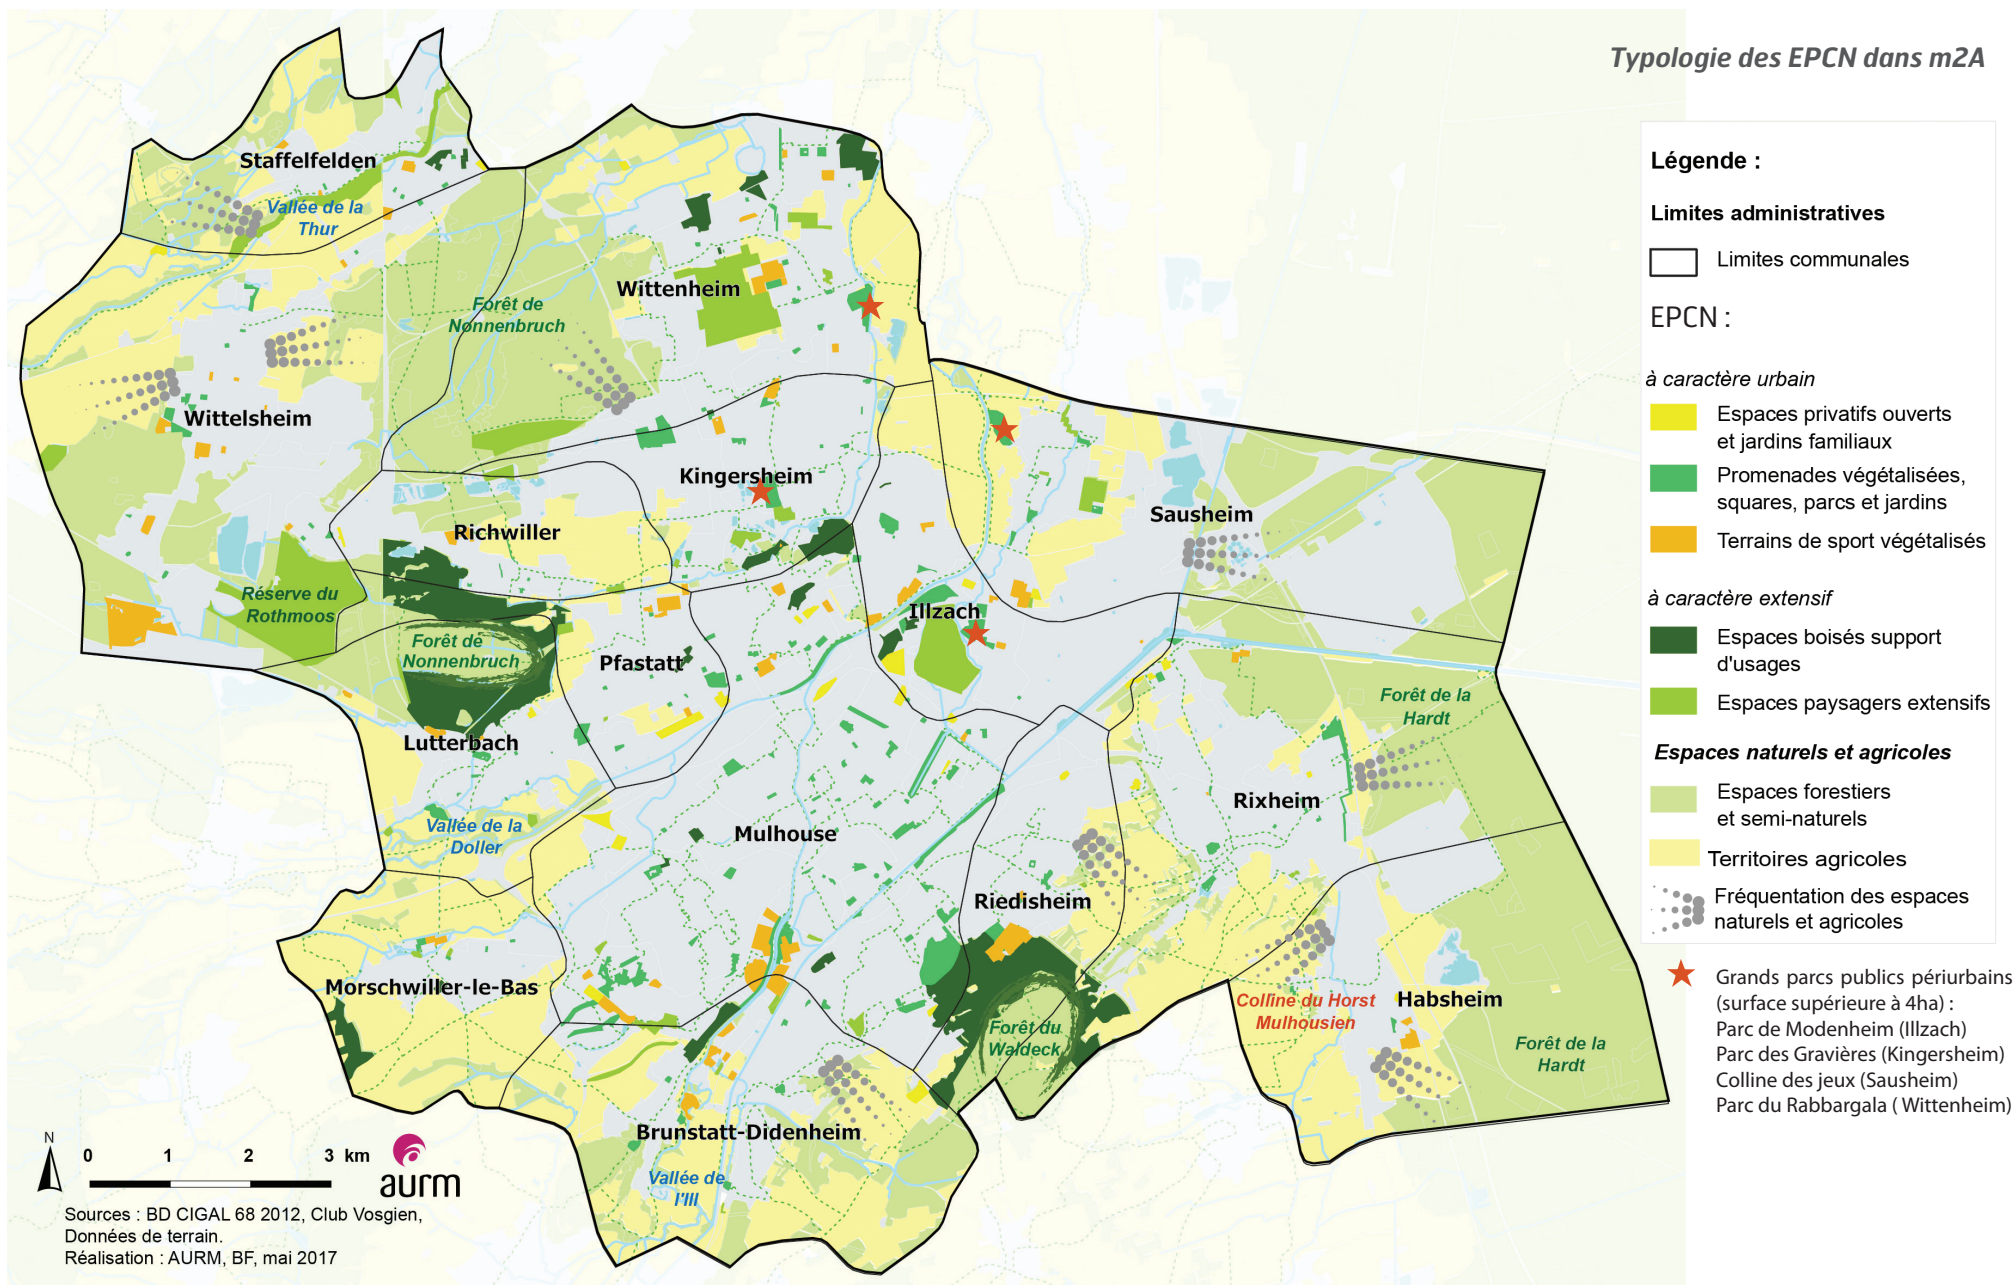 Typologie des EPCN dans m2A
Légende :
Limites administratives
Limites communales
EPCN :
à caractère urbain
Espaces privatifs ouverts
et jardins familiaux
Promenades végétalisées,
squares, parcs et jardins
Terrains de sport végétalisés
à caractère extensif
Espaces boisés support
d'usages
Espaces paysagers extensifs
Espaces naturels et agricoles
Espaces forestiers
et semi-naturels
Territoires agricoles
Fréquentation des espaces
naturels et agricoles
Grands parcs publics périurbains
(surface supérieure à 4ha) :
Parc de Modenheim (Illzach)
Parc des Gravières (Kingersheim)
Colline des jeux (Sausheim)
Parc du Rabbargala ( Wittenheim)
Staffelfelden
Vallée de la
Thur
Wittenheim
Forêt de
Nonnenbruch
Wittelsheim
Kingersheim
Richwiller
Sausheim
Réserve du
Rothmoos
Illzach
Forêt de
Nonnenbruch
Pfastatt
Forêt de la
Hardt
Lutterbach
Rixheim
Vallée de la
Doller
Mulhouse
Riedisheim
Morschwiller-le-Bas
Colline du Horst
Mulhousien
Habsheim
Forêt du
Waldeck
Forêt de la
Hardt
Brunstatt-Didenheim
Vallée de
l'Ill
N
0 1 2 3 km
aurm
Sources : BD CIGAL 68 2012, Club Vosgien,
Données de terrain.
Réalisation : AURM, BF, mai 2017